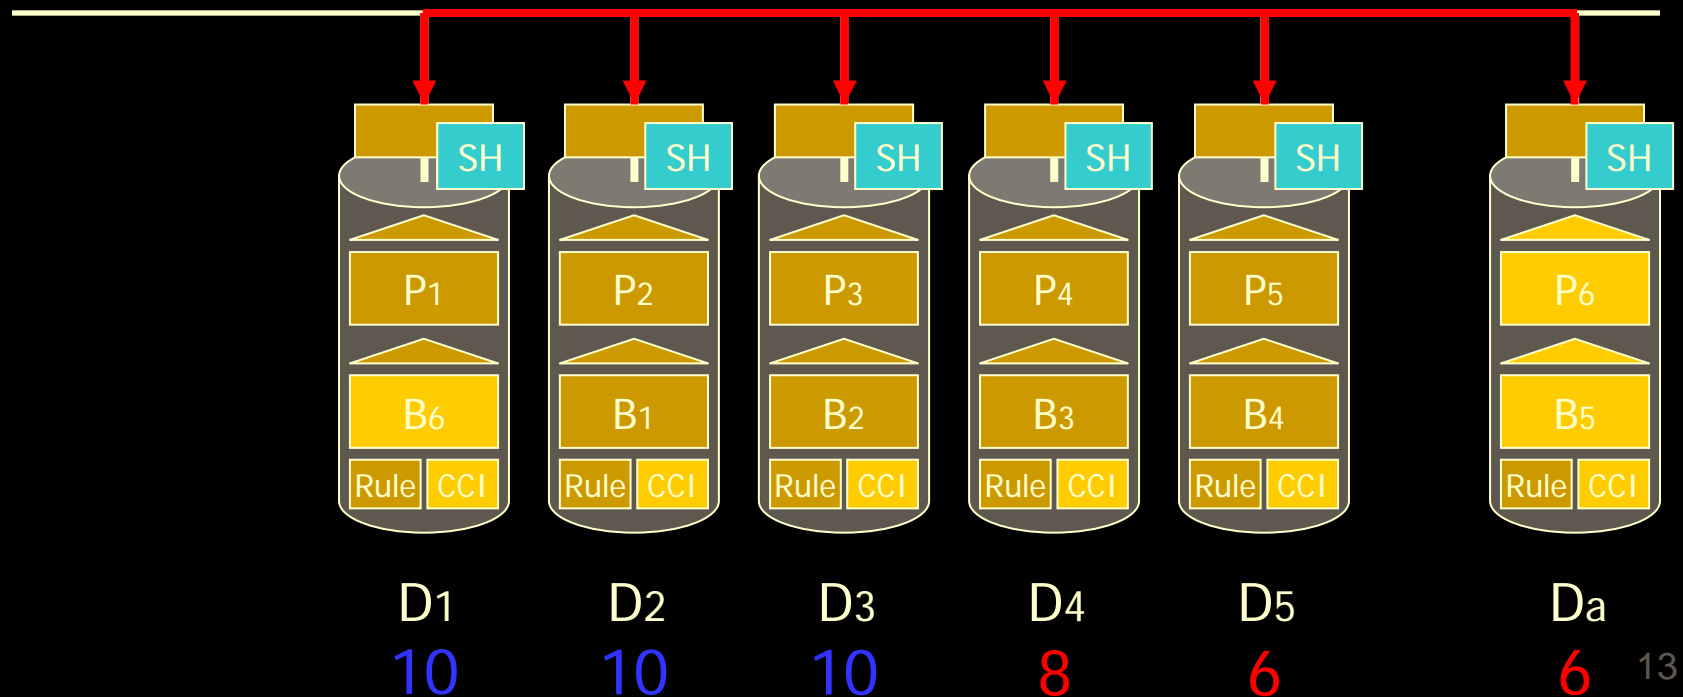 SH SH SH SH SH SH
P1 P2 P3 P4 P5 P6
B6 B1 B2 B3 B4 B5
Rule CCI Rule CCI Rule CCI Rule CCI Rule CCI Rule CCI
D1 D2 D3 D4 D5 Da
10 10 10 8 6 6 13